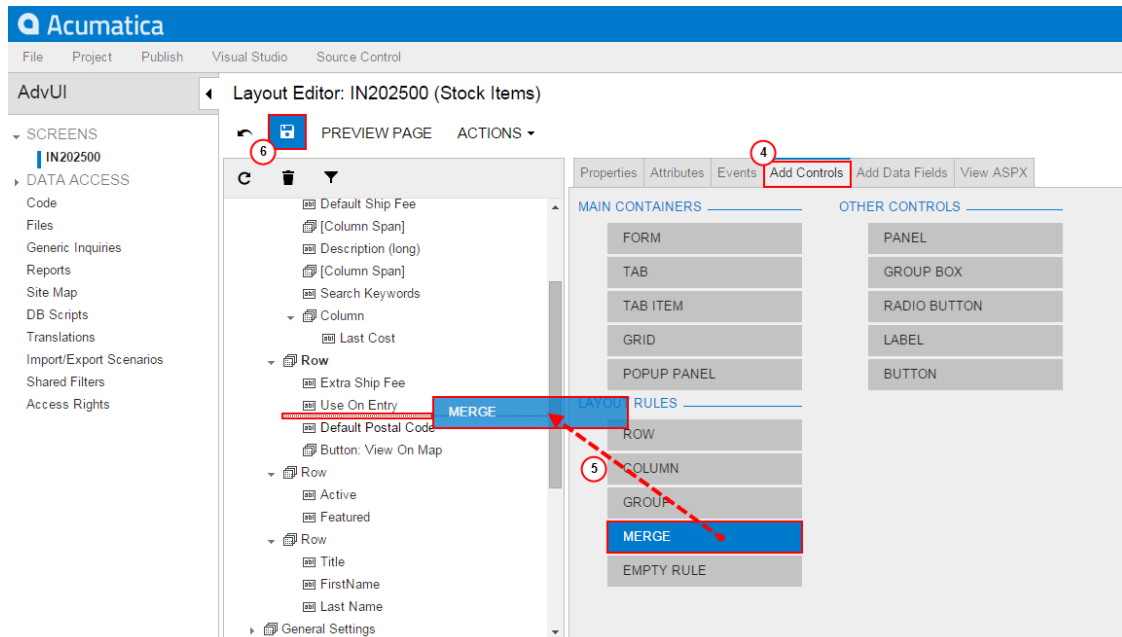 Acumatica
File Project Publish Visual Studio Source Control
AdvUI
Layout Editor: IN202500 (Stock Items)
SCREENS
IN202500
DATA ACCESS
Code
Files
Generic Inquiries
Reports
Site Map
DB Scripts
Translations
Import/Export Scenarios
Shared Filters
Access Rights
PREVIEW PAGE ACTIONS
6
Default Ship Fee
[Column Span]
Description (long)
[Column Span]
Search Keywords
Column
Last Cost
Row
Extra Ship Fee
Use On Entry
MERGE
Default Postal Code
Button: View On Map
Row
Active
Featured
Row
Title
FirstName
Last Name
General Settings
4
Properties Attributes Events Add Controls Add Data Fields View ASPX
MAIN CONTAINERS
FORM
TAB
TAB ITEM
GRID
POPUP PANEL
OTHER CONTROLS
PANEL
GROUP BOX
RADIO BUTTON
LABEL
BUTTON
LAYOUT RULES
ROW
5
COLUMN
GROUP
MERGE
EMPTY RULE